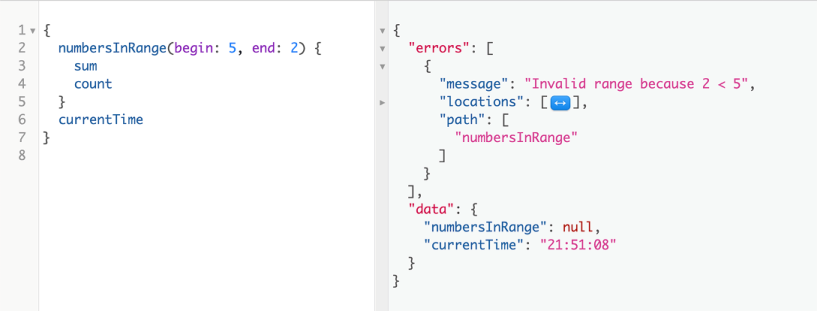 1 {
2 numbersInRange(begin: 5, end: 2) {
3 sum
4 count
5 }
6 currentTime
7 }
8
{
"errors": [
{
"message": "Invalid range because 2 < 5",
"locations": [↔],
"path": [
"numbersInRange"
]
}
],
"data": {
"numbersInRange": null,
"currentTime": "21:51:08"
}
}